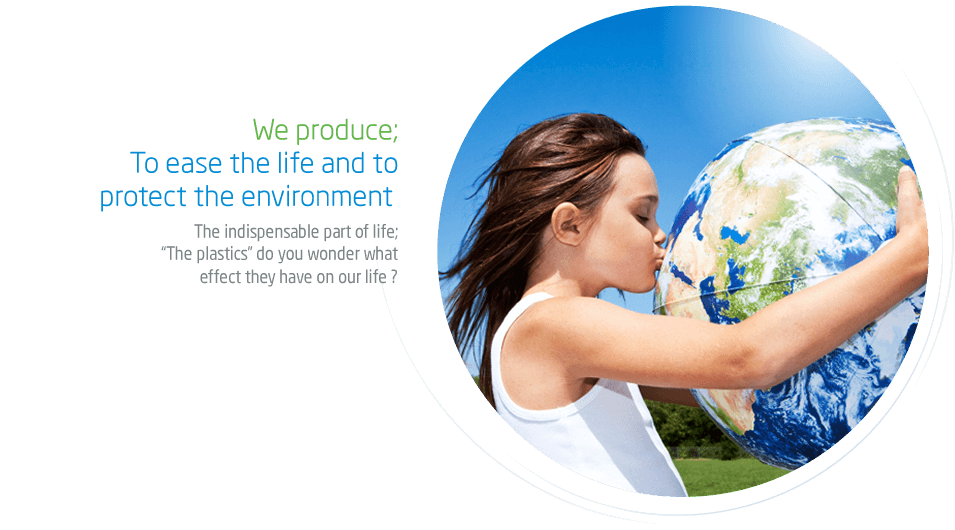 We produce;
To ease the life and to
protect the environment
The indispensable part of life;
“The plastics” do you wonder what
effect they have on our life ?